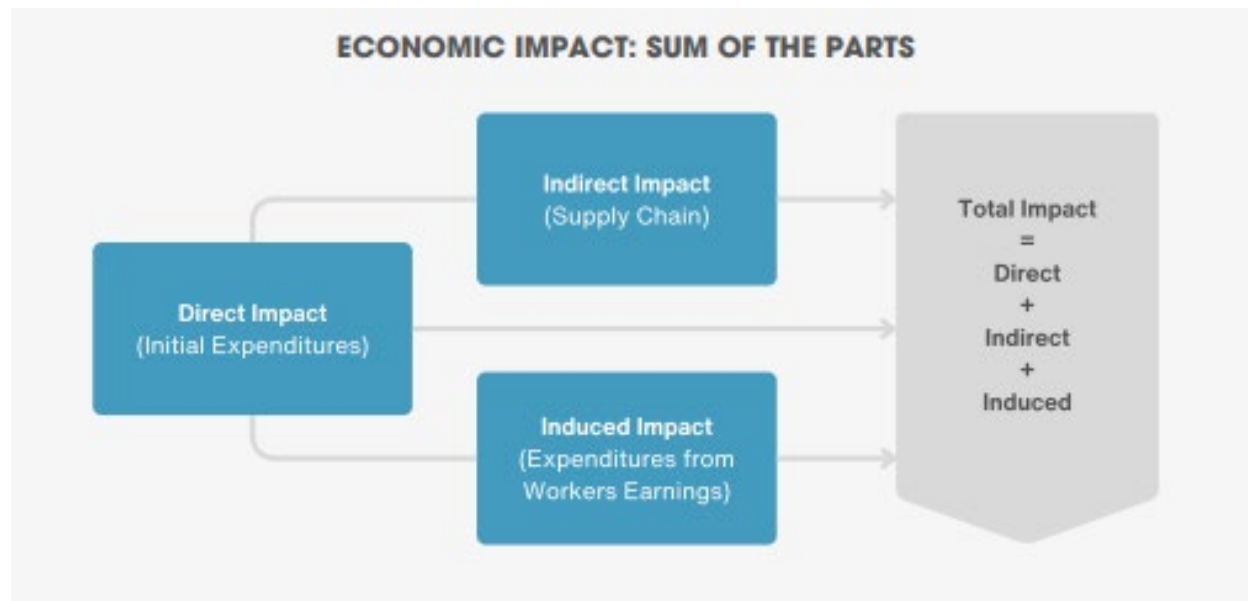 ECONOMIC IMPACT: SUM OF THE PARTS
Direct Impact
(Initial Expenditures)
Indirect Impact
(Supply Chain)
Induced Impact
(Expenditures from
Workers Earnings)
Total Impact
=
Direct
+
Indirect
+
Induced